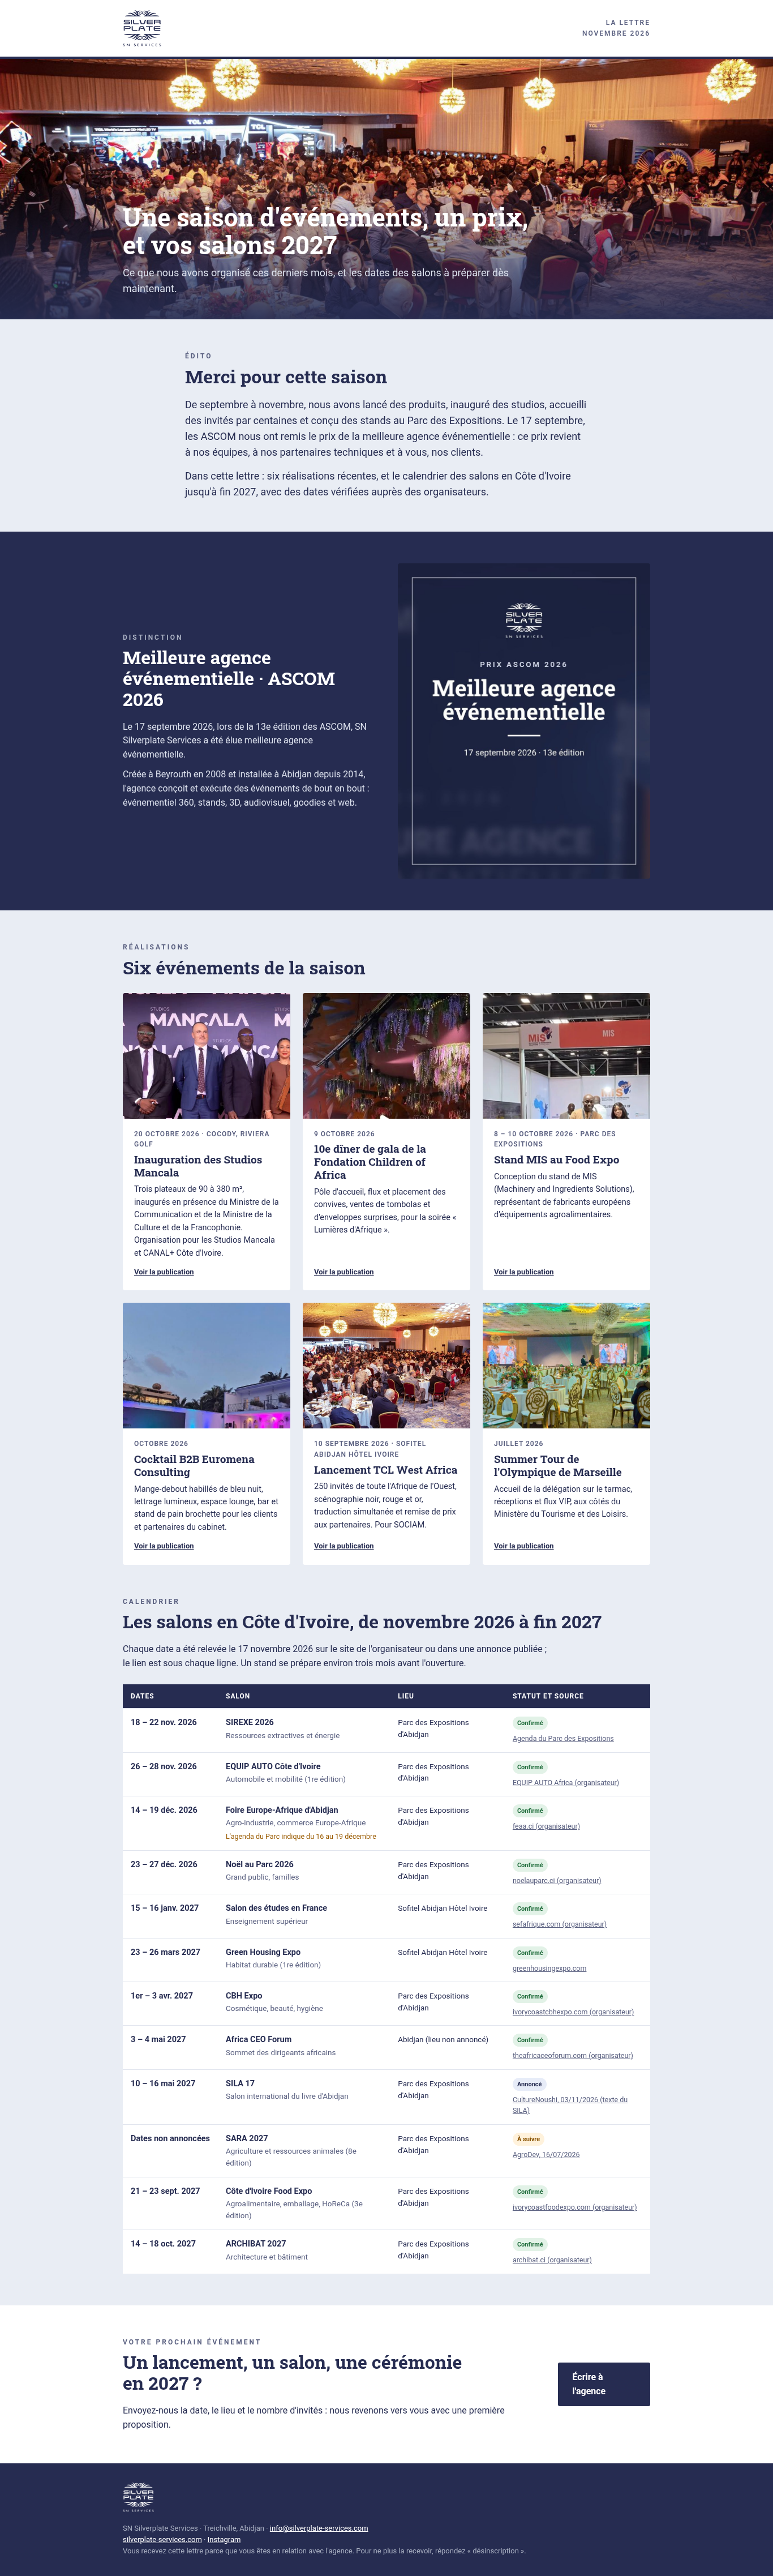 SILVER
PLATE
SN SERVICES
LA LETTRE
NOVEMBRE 2026
TCL AIR
TCL
Une saison d'événements, un prix,
et vos salons 2027
Ce que nous avons organisé ces derniers mois, et les dates des salons à préparer dès
maintenant.
ÉDITO
Merci pour cette saison
De septembre à novembre, nous avons lancé des produits, inauguré des studios, accueilli
des invités par centaines et conçu des stands au Parc des Expositions. Le 17 septembre,
les ASCOM nous ont remis le prix de la meilleure agence événementielle : ce prix revient
à nos équipes, à nos partenaires techniques et à vous, nos clients.
Dans cette lettre : six réalisations récentes, et le calendrier des salons en Côte d'Ivoire
jusqu'à fin 2027, avec des dates vérifiées auprès des organisateurs.
DISTINCTION
Meilleure agence
événementielle · ASCOM
2026
Le 17 septembre 2026, lors de la 13e édition des ASCOM, SN
Silverplate Services a été élue meilleure agence
événementielle.
Créée à Beyrouth en 2008 et installée à Abidjan depuis 2014,
l'agence conçoit et exécute des événements de bout en bout :
événementiel 360, stands, 3D, audiovisuel, goodies et web.
SILVER
PLATE
SN SERVICES
PRIX ASCOM 2026
Meilleure agence
événementielle
17 septembre 2026 · 13e édition
URE AGENCE
RÉALISATIONS
Six événements de la saison
STUDIOS
MANCALA
STUDIOS
MIS
MIS
20 OCTOBRE 2026 · COCODY, RIVIERA
GOLF
Inauguration des Studios
Mancala
Trois plateaux de 90 à 380 m²,
inaugurés en présence du Ministre de la
Communication et de la Ministre de la
Culture et de la Francophonie.
Organisation pour les Studios Mancala
et CANAL+ Côte d'Ivoire.
Voir la publication
9 OCTOBRE 2026
10e dîner de gala de la
Fondation Children of
Africa
Pôle d'accueil, flux et placement des
convives, ventes de tombolas et
d'enveloppes surprises, pour la soirée «
Lumières d'Afrique ».
Voir la publication
8 – 10 OCTOBRE 2026 · PARC DES
EXPOSITIONS
Stand MIS au Food Expo
Conception du stand de MIS
(Machinery and Ingredients Solutions),
représentant de fabricants européens
d'équipements agroalimentaires.
Voir la publication
OCTOBRE 2026
Cocktail B2B Euromena
Consulting
Mange-debout habillés de bleu nuit,
lettrage lumineux, espace lounge, bar et
stand de pain brochette pour les clients
et partenaires du cabinet.
Voir la publication
10 SEPTEMBRE 2026 · SOFITEL
ABIDJAN HÔTEL IVOIRE
Lancement TCL West Africa
250 invités de toute l'Afrique de l'Ouest,
scénographie noir, rouge et or,
traduction simultanée et remise de prix
aux partenaires. Pour SOCIAM.
Voir la publication
JUILLET 2026
Summer Tour de
l'Olympique de Marseille
Accueil de la délégation sur le tarmac,
réceptions et flux VIP, aux côtés du
Ministère du Tourisme et des Loisirs.
Voir la publication
CALENDRIER
Les salons en Côte d'Ivoire, de novembre 2026 à fin 2027
Chaque date a été relevée le 17 novembre 2026 sur le site de l'organisateur ou dans une annonce publiée ;
le lien est sous chaque ligne. Un stand se prépare environ trois mois avant l'ouverture.
DATES SALON LIEU STATUT ET SOURCE
18 – 22 nov. 2026 SIREXE 2026 Parc des Expositions Confirmé
Ressources extractives et énergie d'Abidjan Agenda du Parc des Expositions
26 – 28 nov. 2026 EQUIP AUTO Côte d'Ivoire Parc des Expositions Confirmé
Automobile et mobilité (1re édition) d'Abidjan EQUIP AUTO Africa (organisateur)
14 – 19 déc. 2026 Foire Europe-Afrique d'Abidjan Parc des Expositions Confirmé
Agro-industrie, commerce Europe-Afrique d'Abidjan feaa.ci (organisateur)
L'agenda du Parc indique du 16 au 19 décembre
23 – 27 déc. 2026 Noël au Parc 2026 Parc des Expositions Confirmé
Grand public, familles d'Abidjan noelauparc.ci (organisateur)
15 – 16 janv. 2027 Salon des études en France Sofitel Abidjan Hôtel Ivoire Confirmé
Enseignement supérieur sefafrique.com (organisateur)
23 – 26 mars 2027 Green Housing Expo Sofitel Abidjan Hôtel Ivoire Confirmé
Habitat durable (1re édition) greenhousingexpo.com
1er – 3 avr. 2027 CBH Expo Parc des Expositions Confirmé
Cosmétique, beauté, hygiène d'Abidjan ivorycoastcbhexpo.com (organisateur)
3 – 4 mai 2027 Africa CEO Forum Abidjan (lieu non annoncé) Confirmé
Sommet des dirigeants africains theafricaceoforum.com (organisateur)
10 – 16 mai 2027 SILA 17 Parc des Expositions Annoncé
Salon international du livre d'Abidjan d'Abidjan CultureNoushi, 03/11/2026 (texte du
SILA)
Dates non annoncées SARA 2027 Parc des Expositions À suivre
Agriculture et ressources animales (8e d'Abidjan AgroDev, 16/07/2026
édition)
21 – 23 sept. 2027 Côte d'Ivoire Food Expo Parc des Expositions Confirmé
Agroalimentaire, emballage, HoReCa (3e d'Abidjan ivorycoastfoodexpo.com (organisateur)
édition)
14 – 18 oct. 2027 ARCHIBAT 2027 Parc des Expositions Confirmé
Architecture et bâtiment d'Abidjan archibat.ci (organisateur)
VOTRE PROCHAIN ÉVÉNEMENT
Un lancement, un salon, une cérémonie
en 2027 ?
Envoyez-nous la date, le lieu et le nombre d'invités : nous revenons vers vous avec une première
proposition.
Écrire à
l'agence
SILVER
PLATE
SN SERVICES
SN Silverplate Services · Treichville, Abidjan · info@silverplate-services.com
silverplate-services.com · Instagram
Vous recevez cette lettre parce que vous êtes en relation avec l'agence. Pour ne plus la recevoir, répondez « désinscription ».